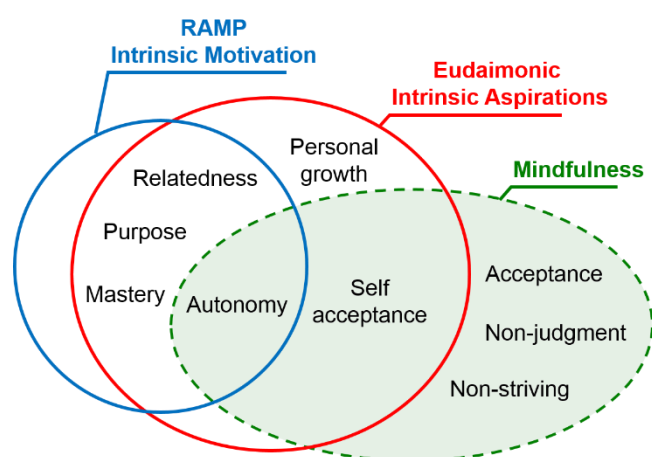 RAMP
Intrinsic Motivation
Eudaimonic
Intrinsic Aspirations
Mindfulness
Personal
growth
Relatedness
Purpose
Mastery
Autonomy
Self
acceptance
Acceptance
Non-judgment
Non-striving